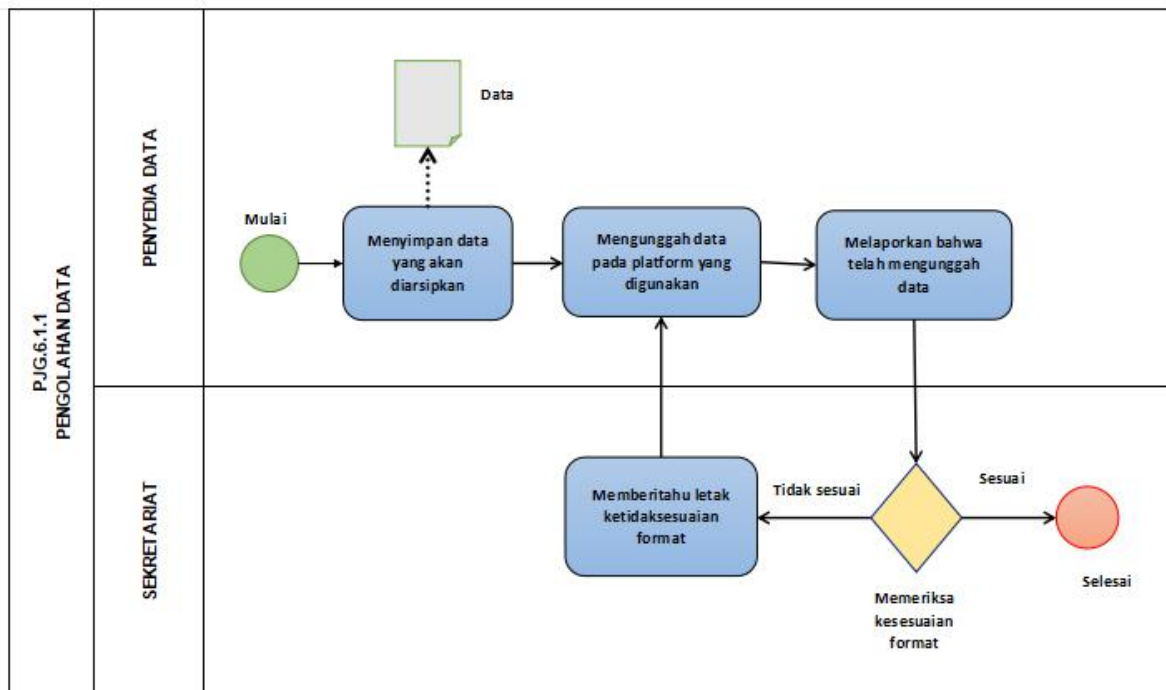 PJG.6.1.1
PENGOLAHAN DATA
PENYEDIA DATA
Data
Mulai
Menyimpan data
yang akan
diarsipkan
Mengunggah data
pada platform yang
digunakan
Melaporkan bahwa
telah mengunggah
data
SEKRETARIAT
Memberitahu letak
ketidaksesuaian
format
Tidak sesuai
Sesuai
Memeriksa
kesesuaian
format
Selesai